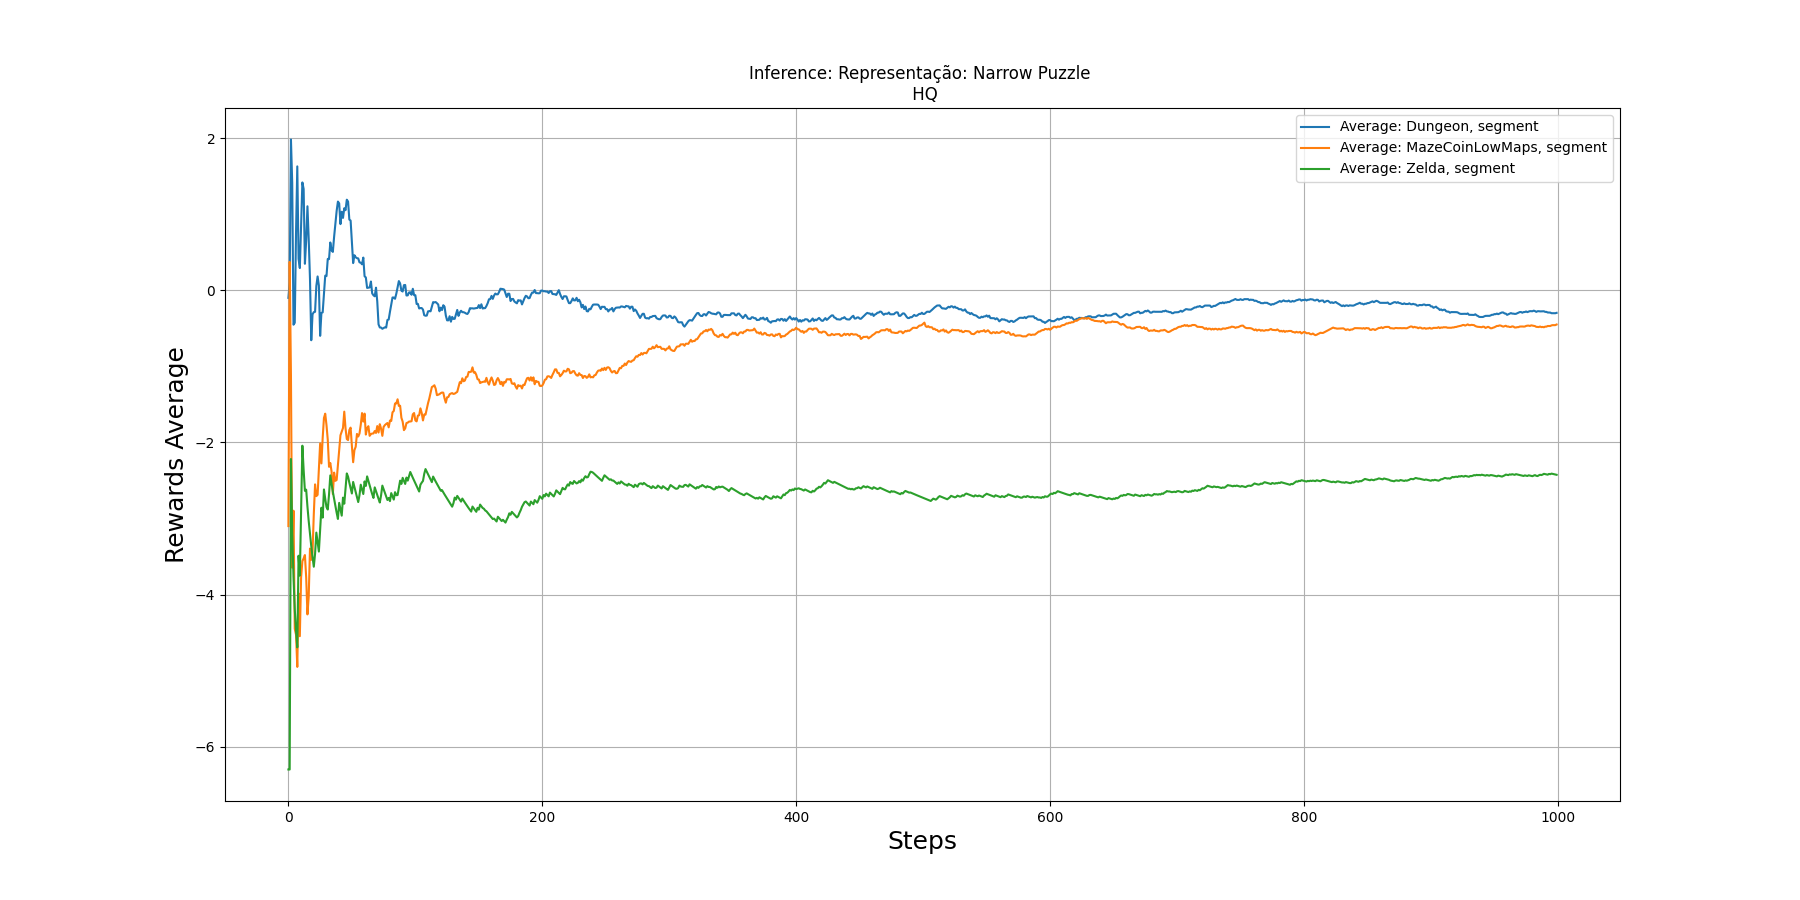 Inference: Representação: Narrow Puzzle
HQ
Average: Dungeon, segment
Average: MazeCoinLowMaps, segment
Average: Zelda, segment
Rewards Average
2
0
−2
−4
−6
0
200
400
600
800
1000
Steps